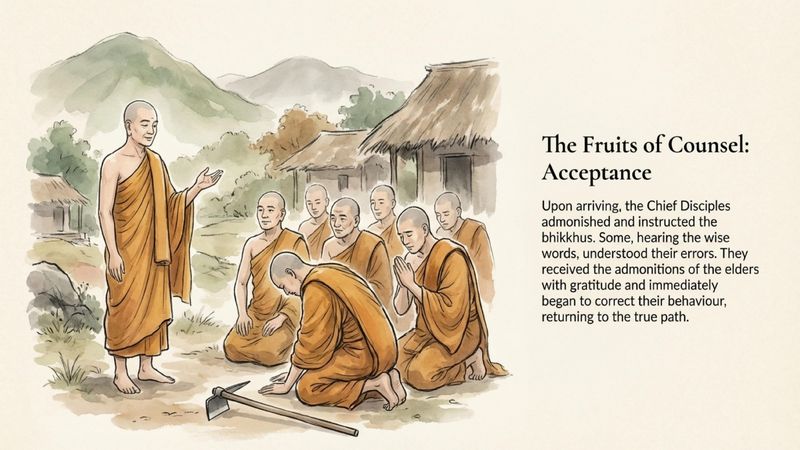 The Fruits of Counsel:
Acceptance
Upon arriving, the Chief Disciples
admonished and instructed the
bhikkhus. Some, hearing the wise
words, understood their errors. They
received the admonitions of the elders
with gratitude and immediately
began to correct their behaviour,
returning to the true path.